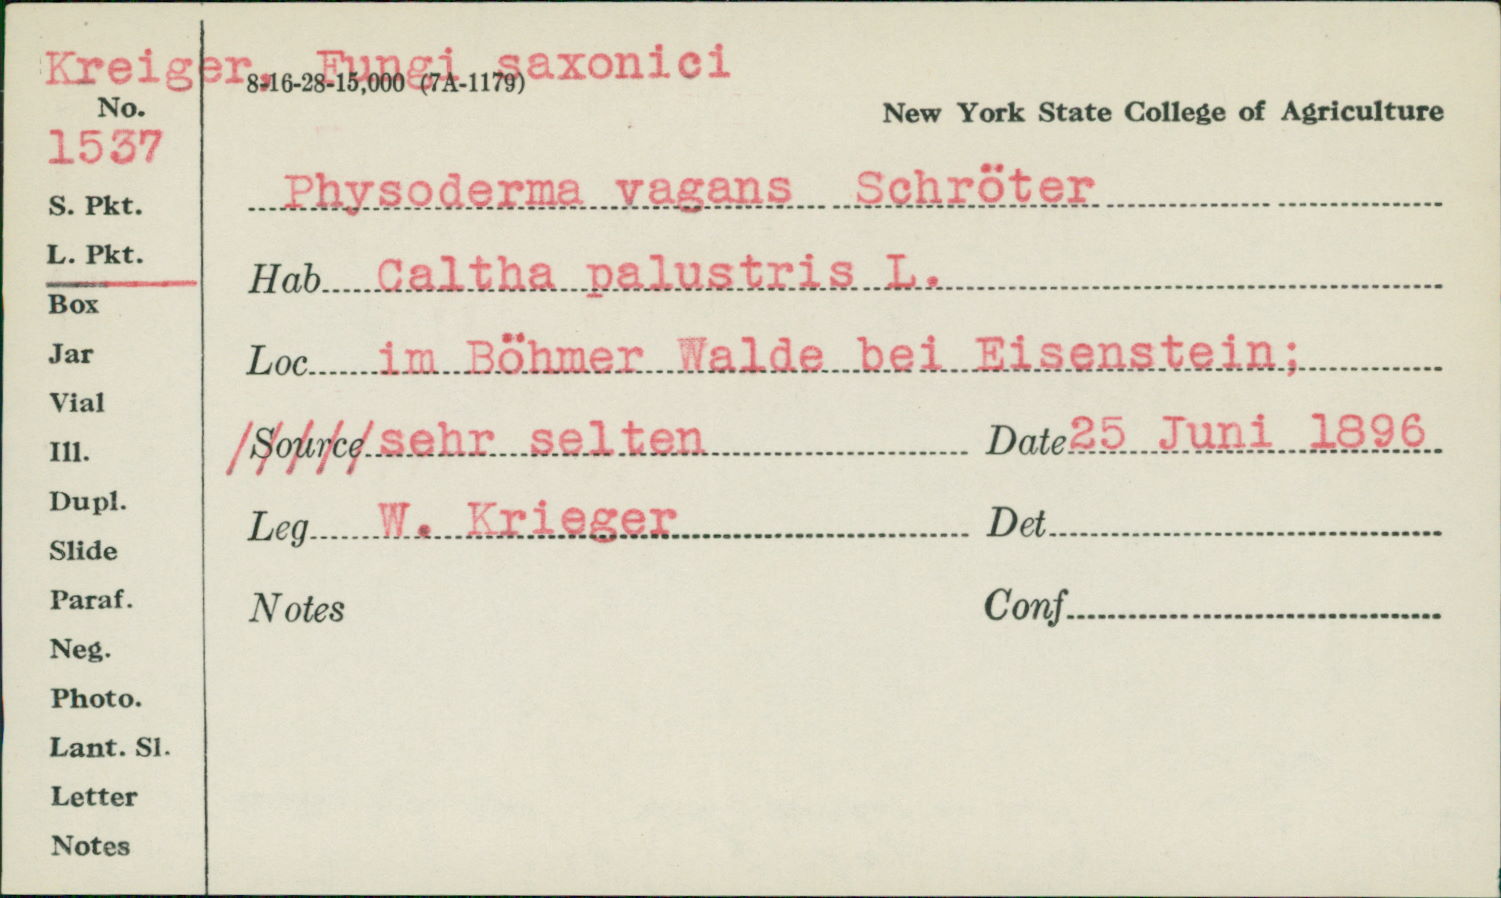 Kreiger, Fungi saxonici
8-16-28-15,000 (7A-1179)
No.
New York State College of Agriculture
1537
Physoderma vagans Schröter
S. Pkt.
L. Pkt.
Hab Caltha palustris L.
Box
Jar
Loc im Böhmer Walde bei Eisenstein;
Vial
Source sehr selten Date 25 Juni 1896
Ill.
Dupl.
Leg W. Krieger Det
Slide
Paraf.
Notes Conf
Neg.
Photo.
Lant. Sl.
Letter
Notes